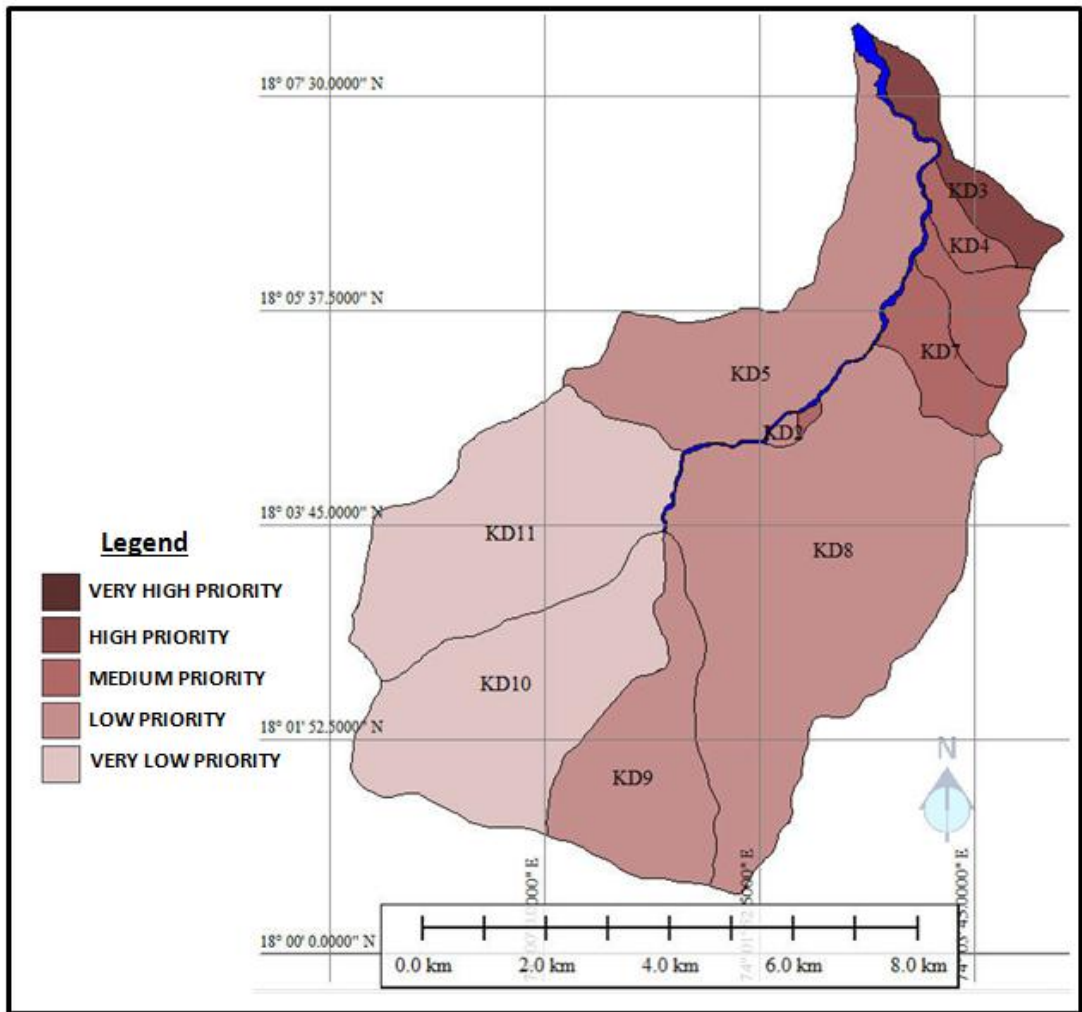 18° 07' 30.0000" N
KD3
KD4
18° 05' 37.5000" N
KD7
KD5
KD2
18° 03' 45.0000" N
KD11
KD8
Legend
VERY HIGH PRIORITY
HIGH PRIORITY
MEDIUM PRIORITY
LOW PRIORITY
VERY LOW PRIORITY
KD10
18° 01' 52.5000" N
N
KD9
18° 00' 0.0000" N
0.0 km 2.0 km 4.0 km 6.0 km 8.0 km